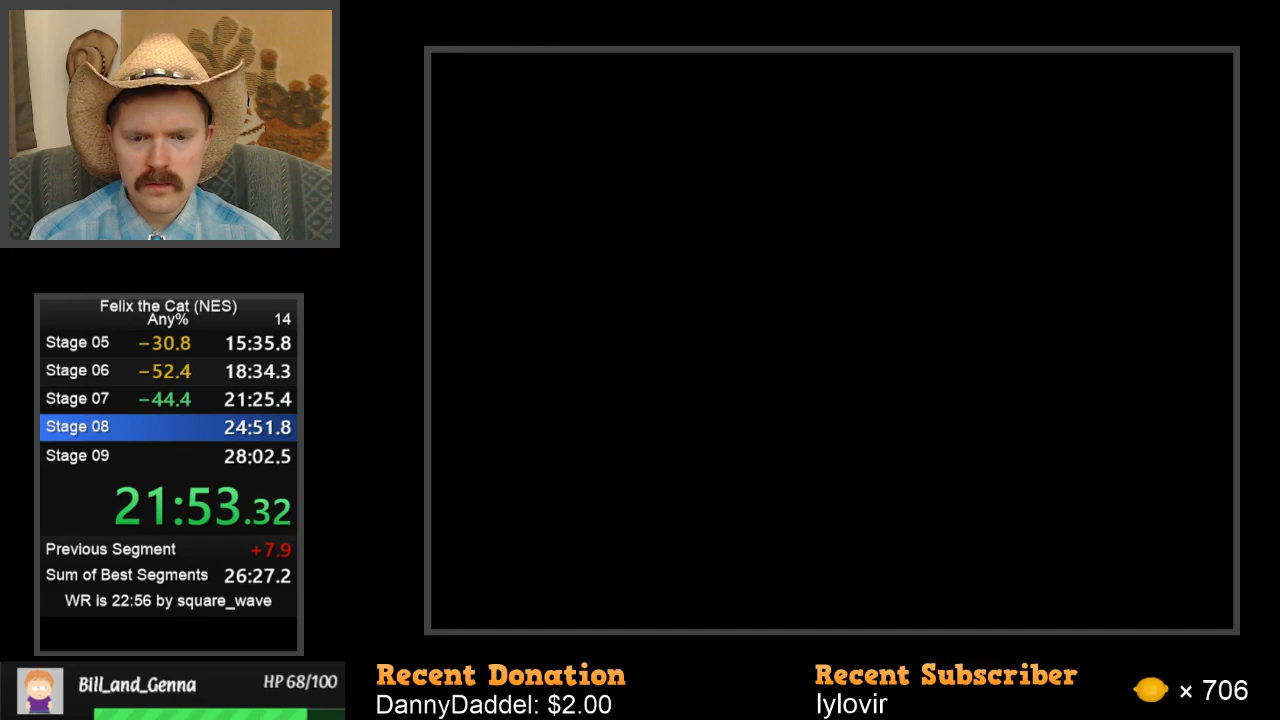 Felix the Cat (NES)
Any% 14
Stage 05 −30.8 15:35.8
Stage 06 −52.4 18:34.3
Stage 07 −44.4 21:25.4
Stage 08 24:51.8
Stage 09 28:02.5
21:53.32
Previous Segment +7.9
Sum of Best Segments 26:27.2
WR is 22:56 by square_wave
Bill_and_Genna HP 68/100
Recent Donation
DannyDaddel: $2.00
Recent Subscriber
lylovir
× 706